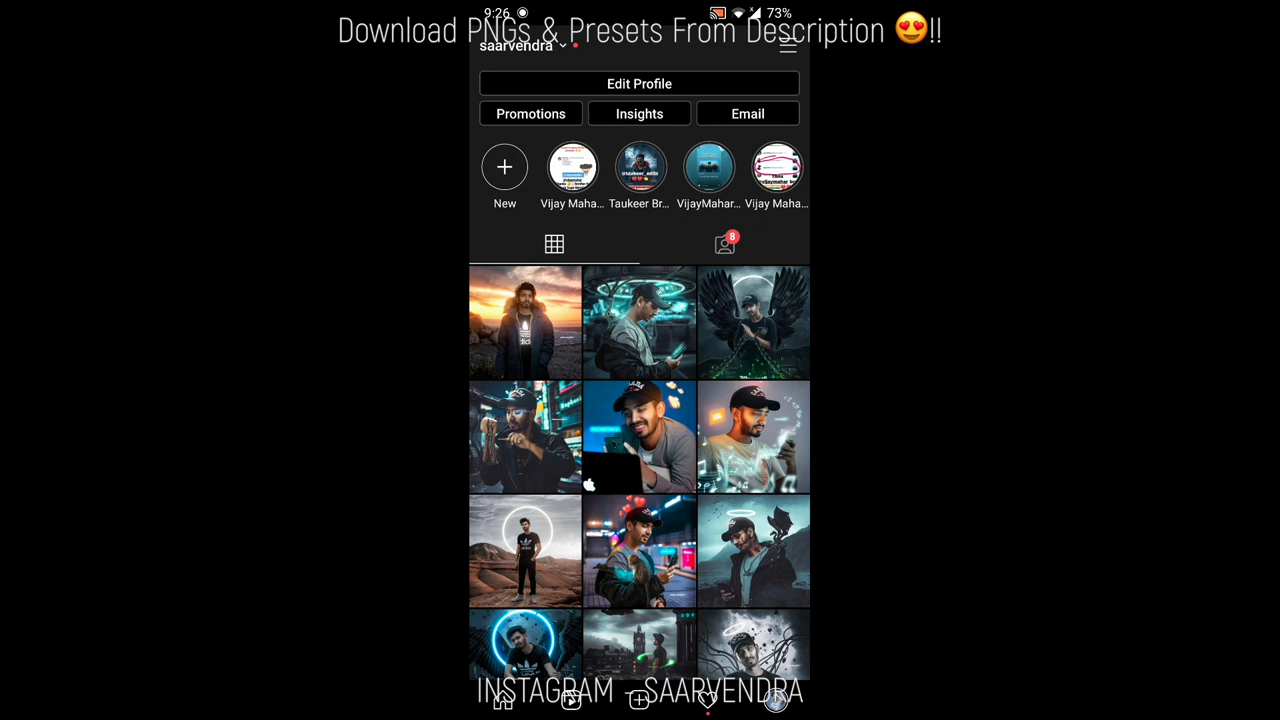 9:26
73%
Download PNGs & Presets From Description 😍!!
saarvendra
Edit Profile
Promotions Insights Email
New Vijay Maha... Taukeer Br... VijayMahar... Vijay Maha...
8
INSTAGRAM - SAARVENDRA